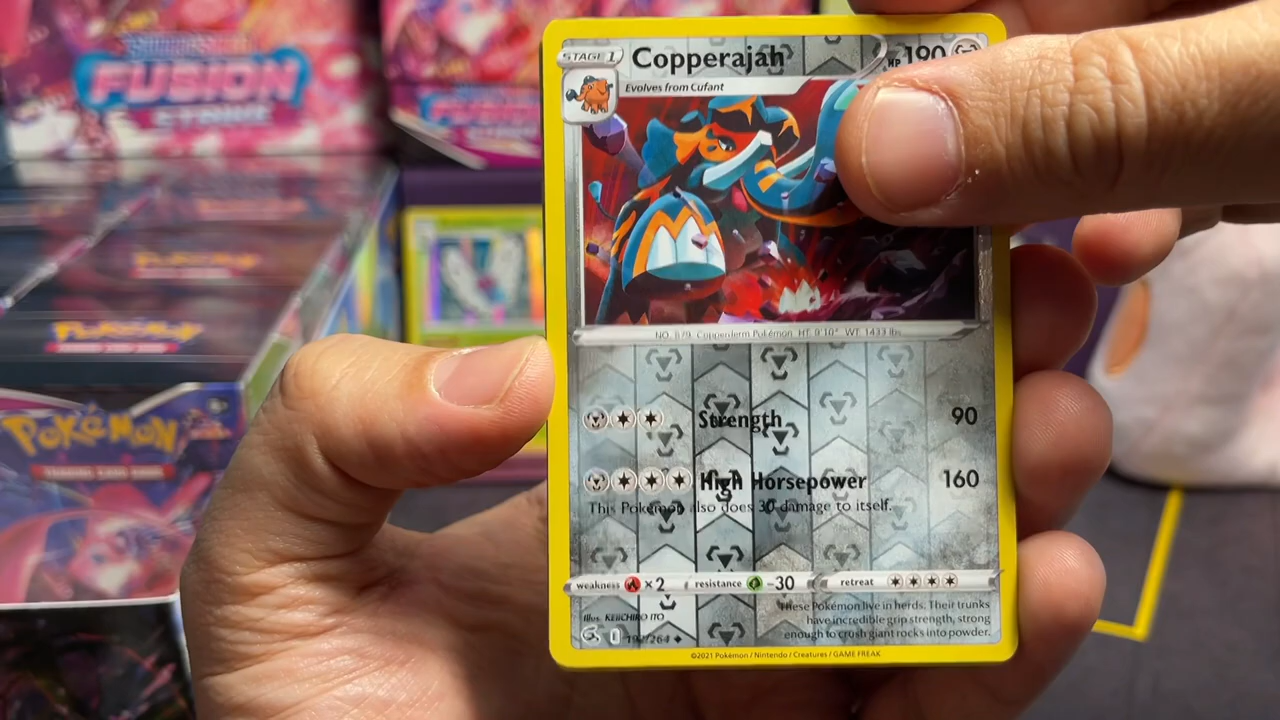 FUSION
STRIKE
FUSION
Pokémon
Pokémon
STAGE 1
Copperajah
HP 190
Evolves from Cufant
NO. 879 Copperderm Pokémon HT: 9'10" WT: 1433 lbs.
Strength 90
High Horsepower 160
This Pokémon also does 30 damage to itself.
weakness ×2 resistance -30 retreat
Illus. KEIICHIRO ITO
These Pokémon live in herds. Their trunks
have incredible grip strength, strong
enough to crush giant rocks into powder.
/264
©2021 Pokémon / Nintendo / Creatures / GAME FREAK